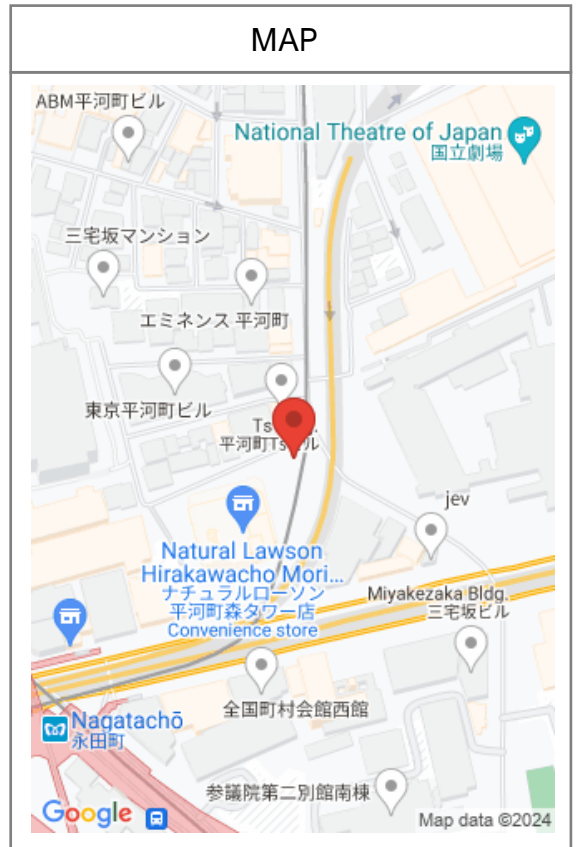 MAP
ABM平河町ビル
National Theatre of Japan
国立劇場
三宅坂マンション
エミネンス 平河町
東京平河町ビル
平河町Ts
jev
Natural Lawson
Hirakawacho Mori...
ナチュラルローソン
平河町森タワー店
Convenience store
Miyakezaka Bldg.
三宅坂ビル
Nagatachō
永田町
全国町村会館西館
参議院第二別館南棟
Google
Map data ©2024